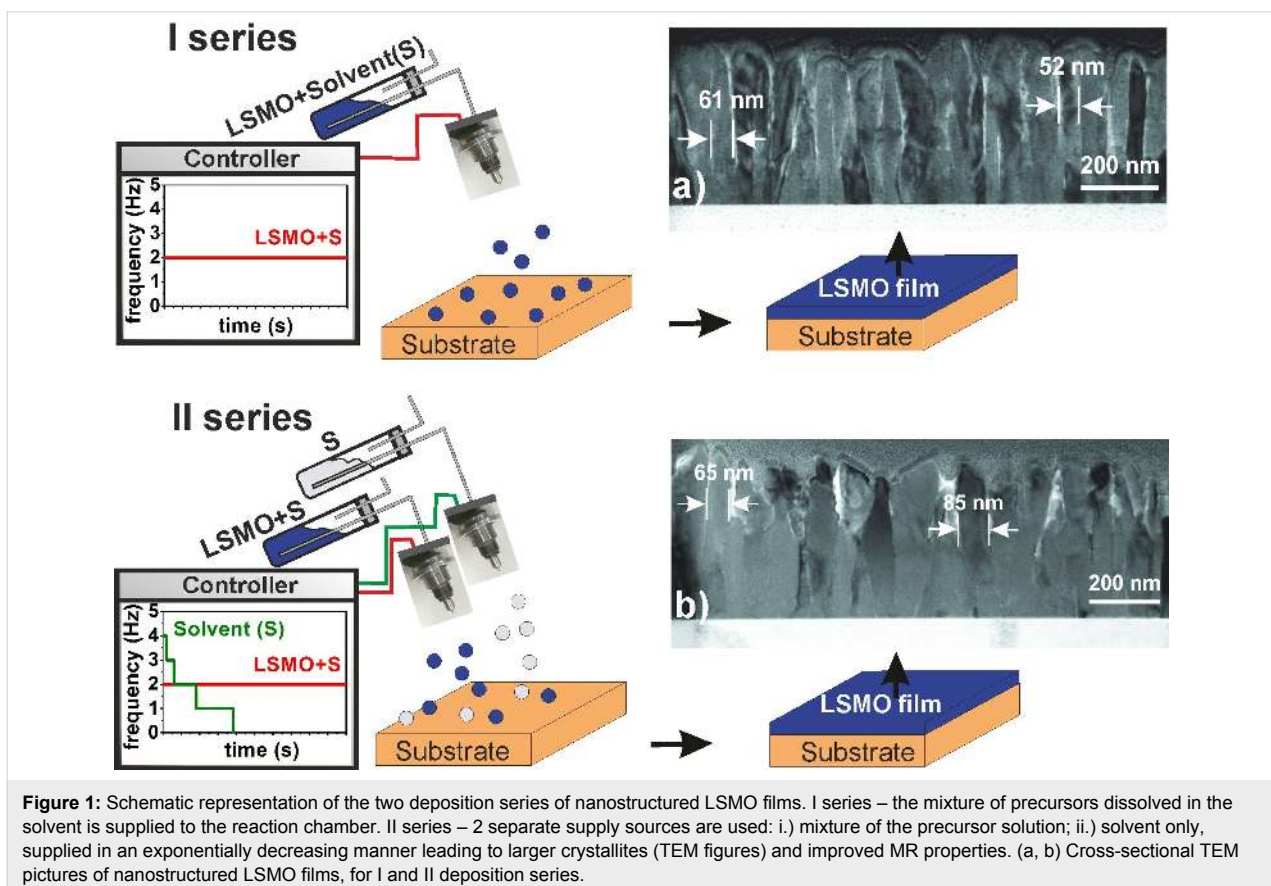 I series
LSMO+Solvent(S)
Controller
frequency (Hz)
5
4
3
2
1
0
LSMO+S
time (s)
Substrate
61 nm
52 nm
200 nm
a)
LSMO film
Substrate
II series
S
LSMO+S
Controller
frequency (Hz)
5
4
3
2
1
0
Solvent (S)
LSMO+S
time (s)
Substrate
65 nm
85 nm
200 nm
b)
LSMO film
Substrate
Figure 1: Schematic representation of the two deposition series of nanostructured LSMO films. I series – the mixture of precursors dissolved in the
solvent is supplied to the reaction chamber. II series – 2 separate supply sources are used: i.) mixture of the precursor solution; ii.) solvent only,
supplied in an exponentially decreasing manner leading to larger crystallites (TEM figures) and improved MR properties. (a, b) Cross-sectional TEM
pictures of nanostructured LSMO films, for I and II deposition series.